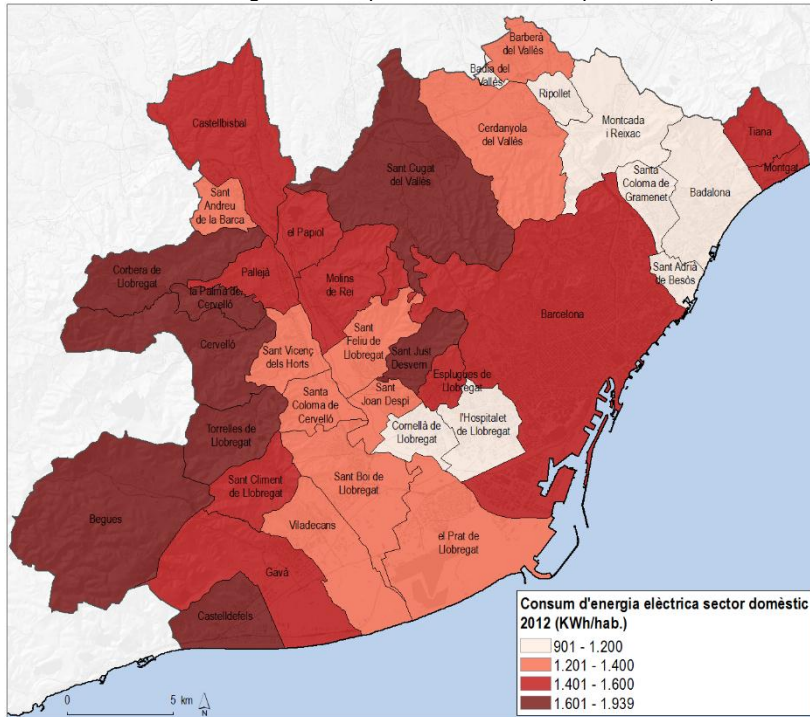 Barberà
del Vallès
Badia del
Vallès
Ripollet
Castellbisbal
Cerdanyola
del Vallès
Montcada
i Reixac
Tiana
Montgat
Sant Cugat
del Vallès
Santa
Coloma de
Gramenet
Badalona
Sant
Andreu
de la Barca
el Papiol
Corbera de
Llobregat
Pallejà
Molins
de Rei
Sant Adrià
de Besòs
la Palma de
Cervelló
Barcelona
Cervelló
Sant Vicenç
dels Horts
Sant
Feliu de
Llobregat
Sant Just
Desvern
Esplugues de
Llobregat
Santa
Coloma de
Cervelló
Sant
Joan Despí
Cornellà de
Llobregat
l'Hospitalet
de Llobregat
Torrelles de
Llobregat
Sant Climent
de Llobregat
Sant Boi de
Llobregat
Begues
Viladecans
el Prat de
Llobregat
Gavà
Castelldefels
Consum d'energia elèctrica sector domèstic
2012 (KWh/hab.)
901 - 1.200
1.201 - 1.400
1.401 - 1.600
1.601 - 1.939
0 5 km
N